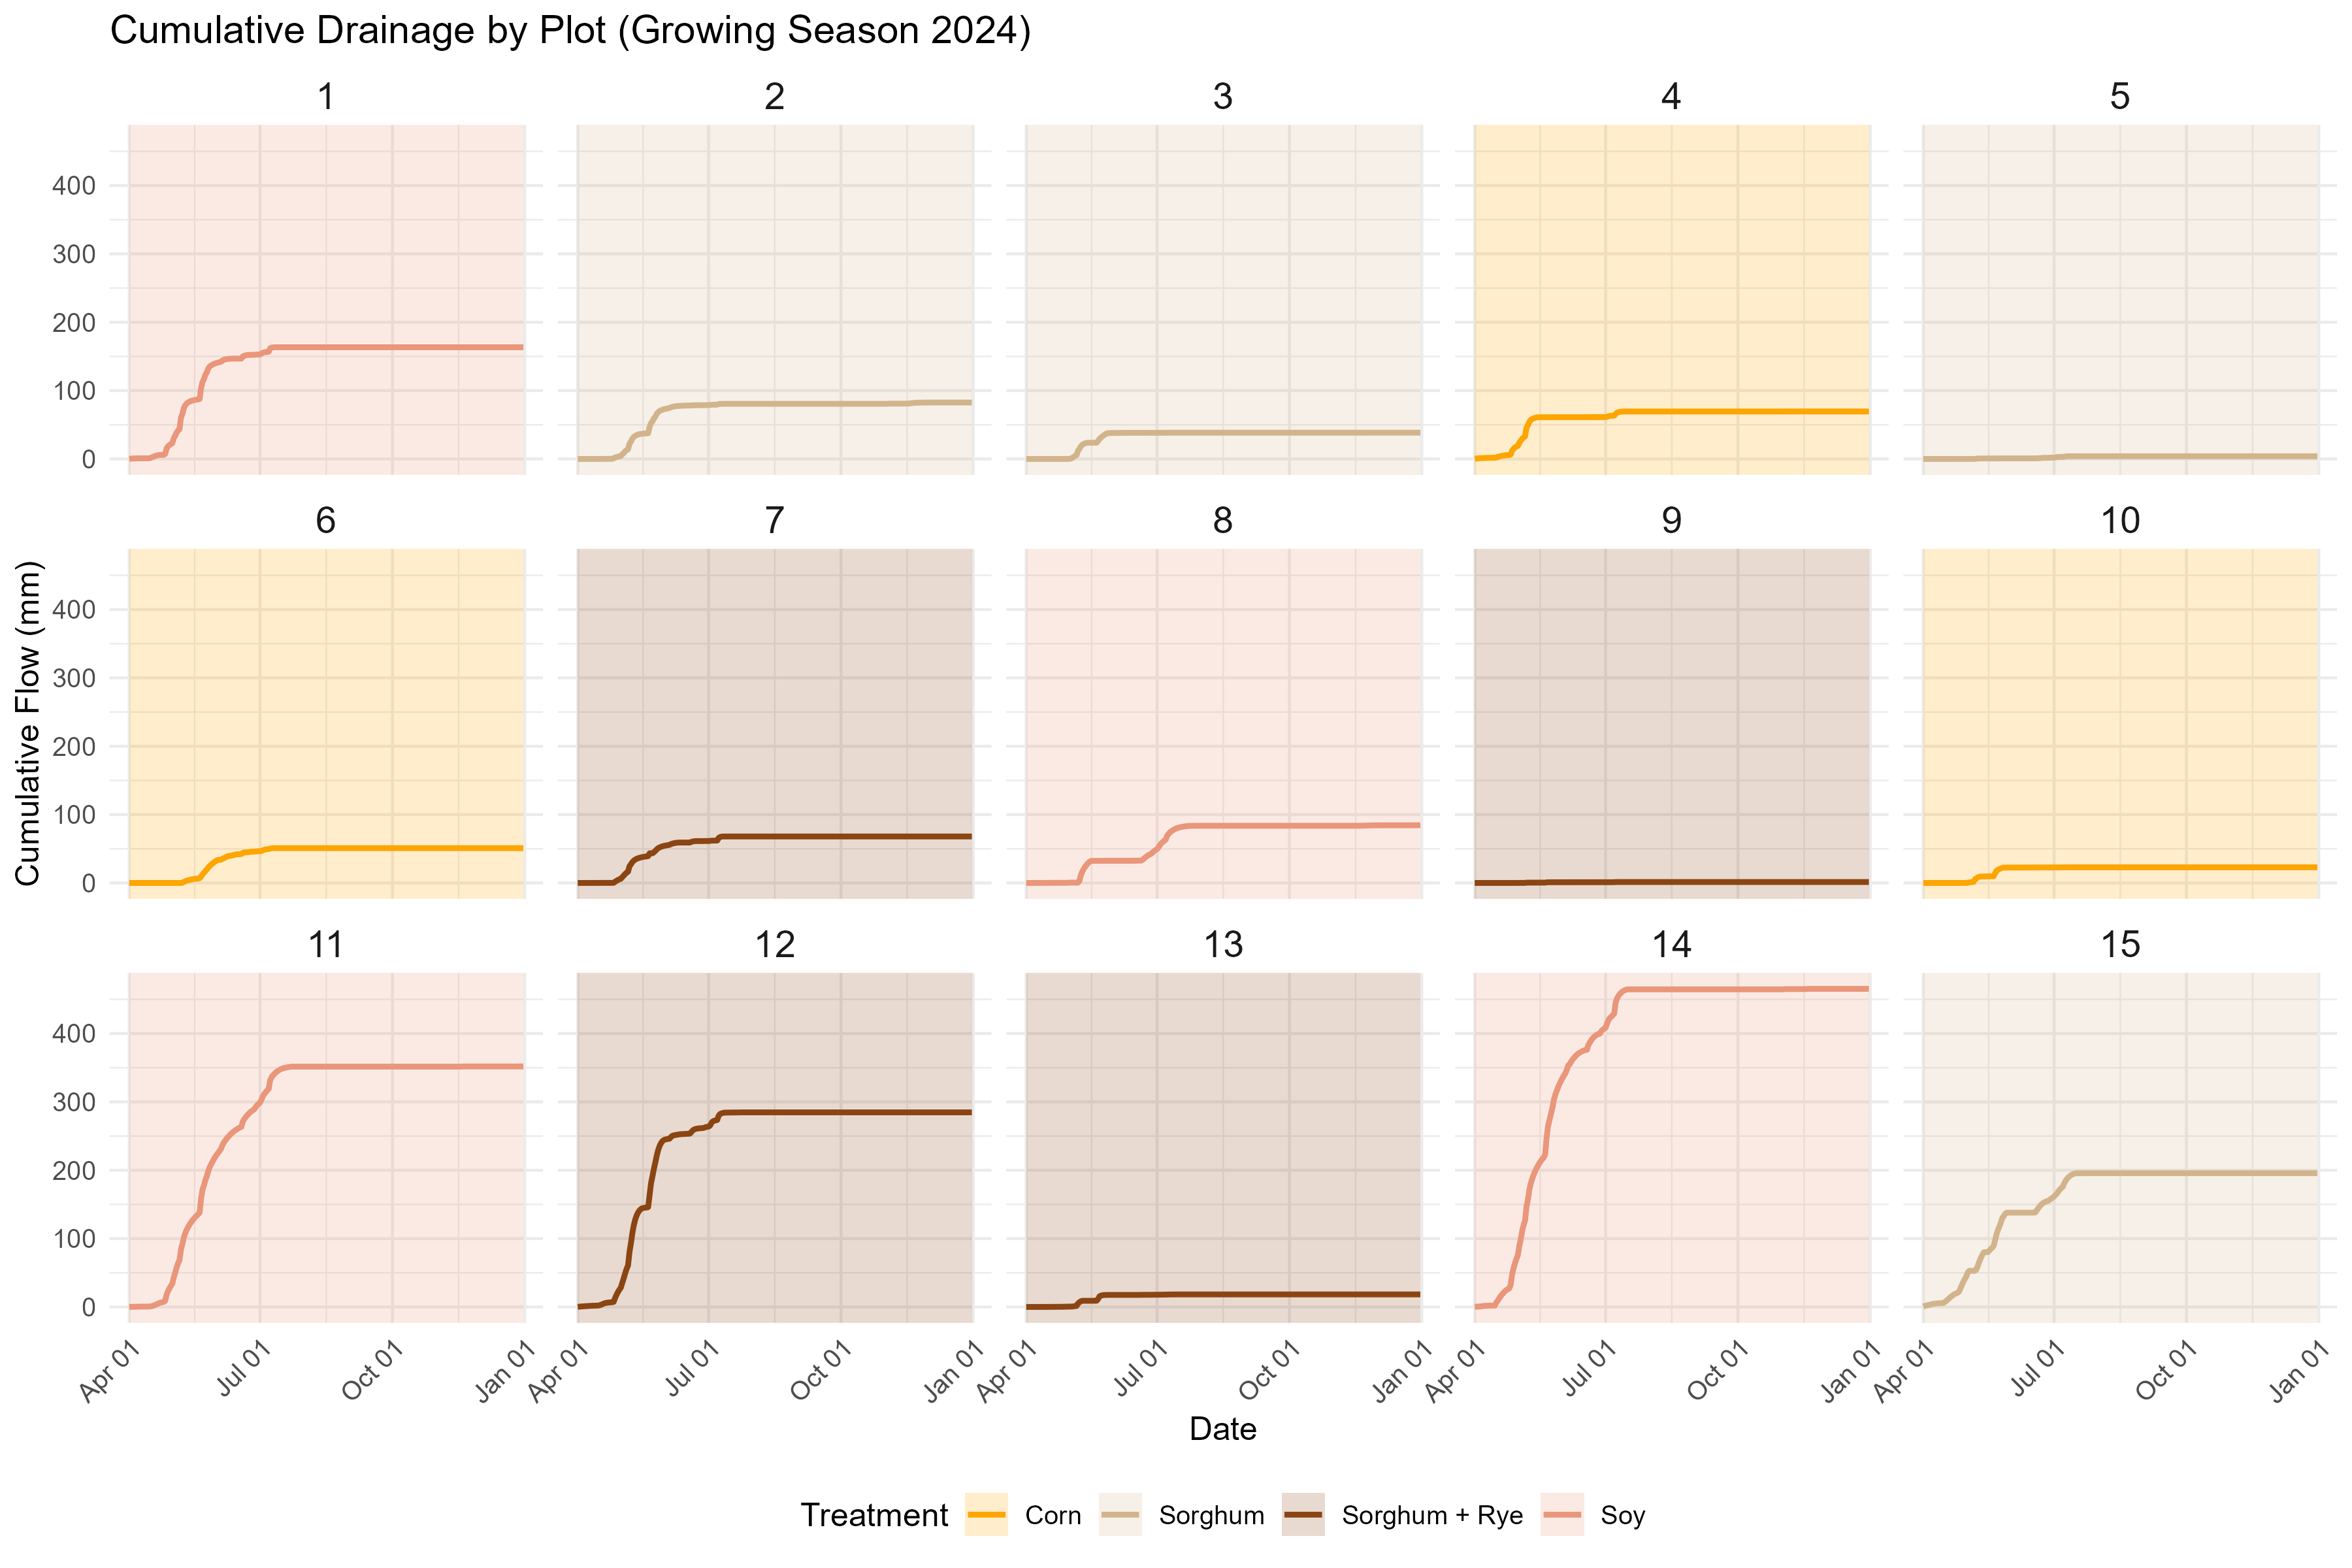 Cumulative Drainage by Plot (Growing Season 2024)
1 2 3 4 5
400
300
200
100
0
6 7 8 9 10
Cumulative Flow (mm)
400
300
200
100
0
11 12 13 14 15
400
300
200
100
0
Apr 01 Jul 01 Oct 01 Jan 01 Apr 01 Jul 01 Oct 01 Jan 01 Apr 01 Jul 01 Oct 01 Jan 01 Apr 01 Jul 01 Oct 01 Jan 01 Apr 01 Jul 01 Oct 01 Jan 01
Date
Treatment Corn Sorghum Sorghum + Rye Soy